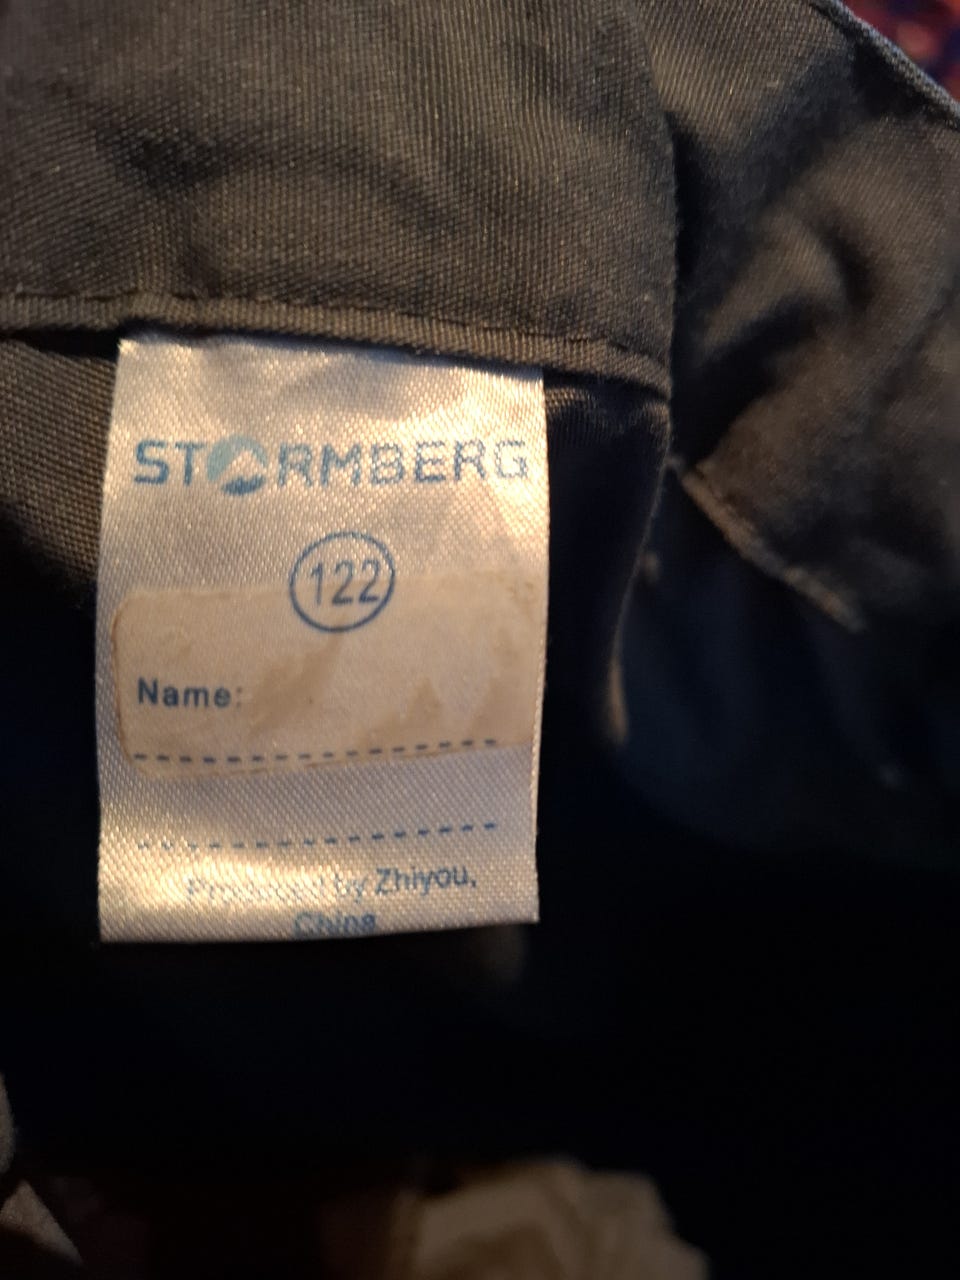 STORMBERG
122
Name:
Produced by Zhiyou,
China